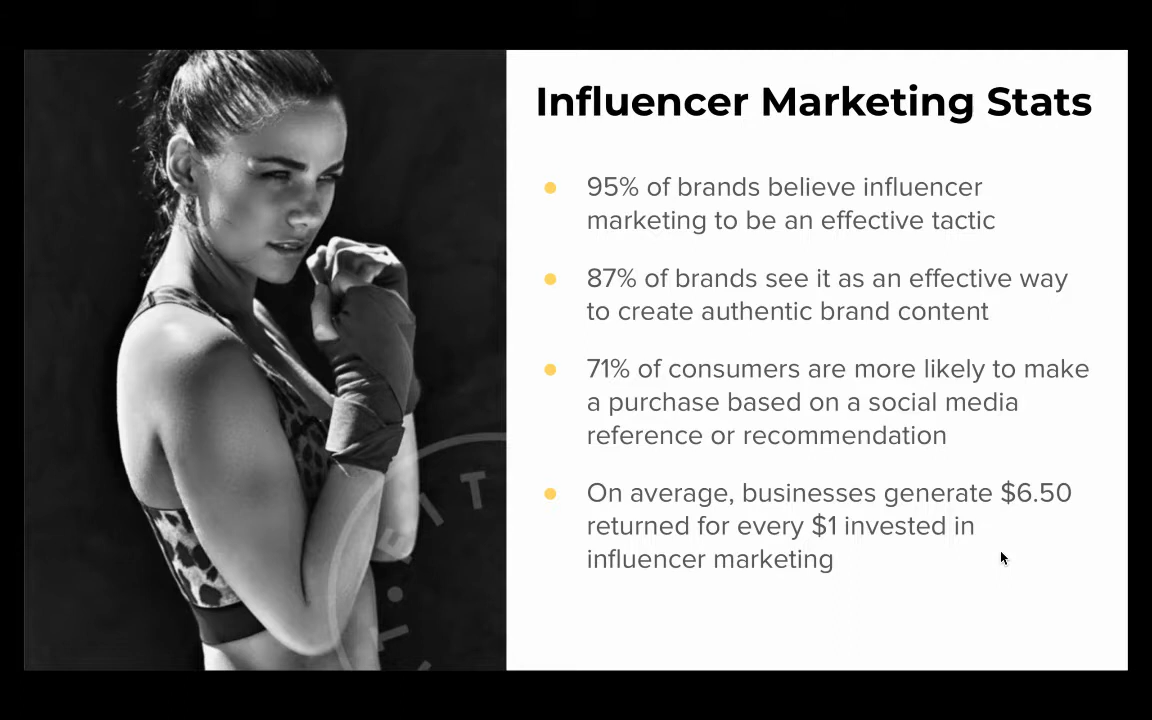 Influencer Marketing Stats
95% of brands believe influencer
marketing to be an effective tactic
87% of brands see it as an effective way
to create authentic brand content
71% of consumers are more likely to make
a purchase based on a social media
reference or recommendation
On average, businesses generate $6.50
returned for every $1 invested in
influencer marketing